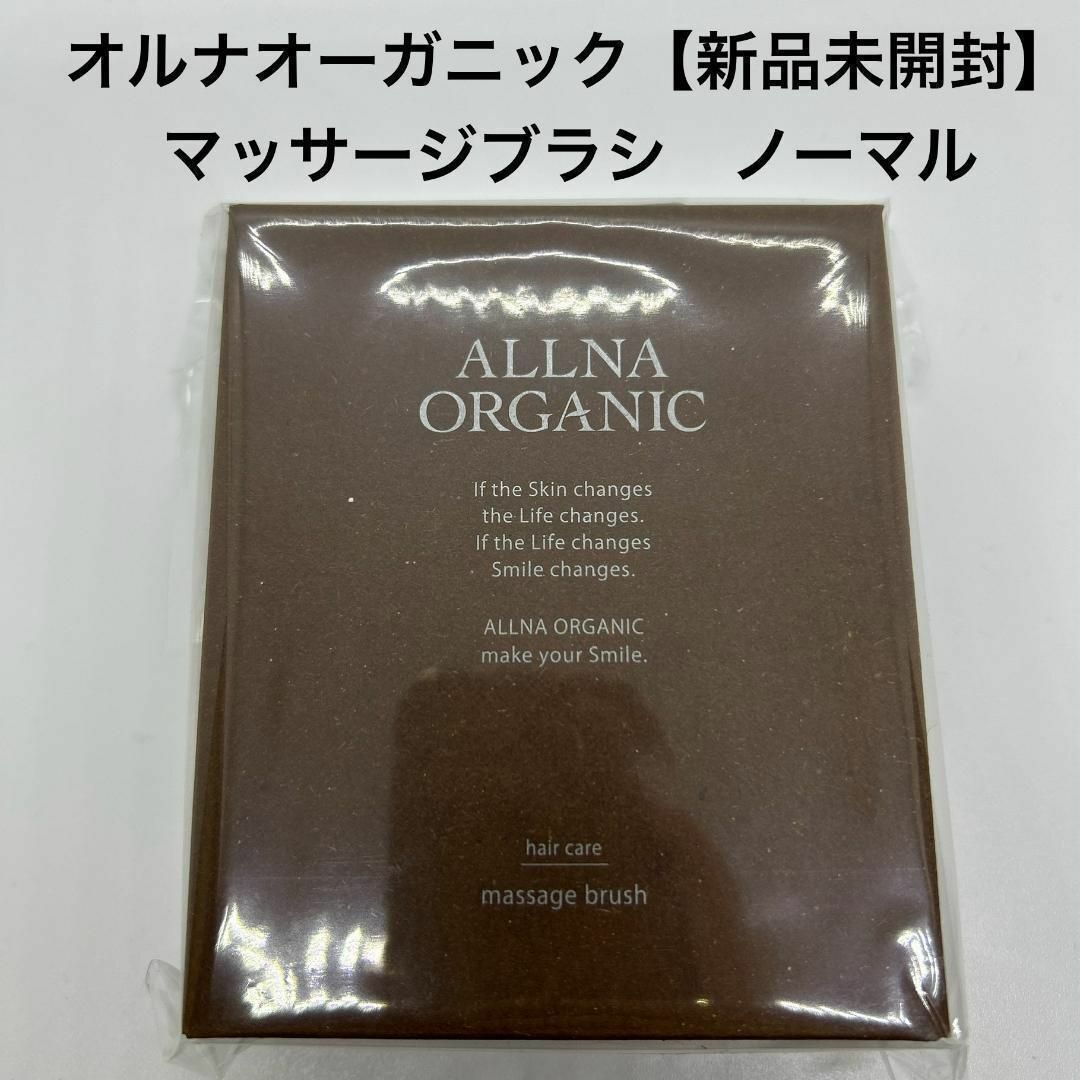 オルナオーガニック【新品未開封】
マッサージブラシ　ノーマル
ALLNA
ORGANIC
If the Skin changes
the Life changes.
If the Life changes
Smile changes.
ALLNA ORGANIC
make your Smile.
hair care
massage brush